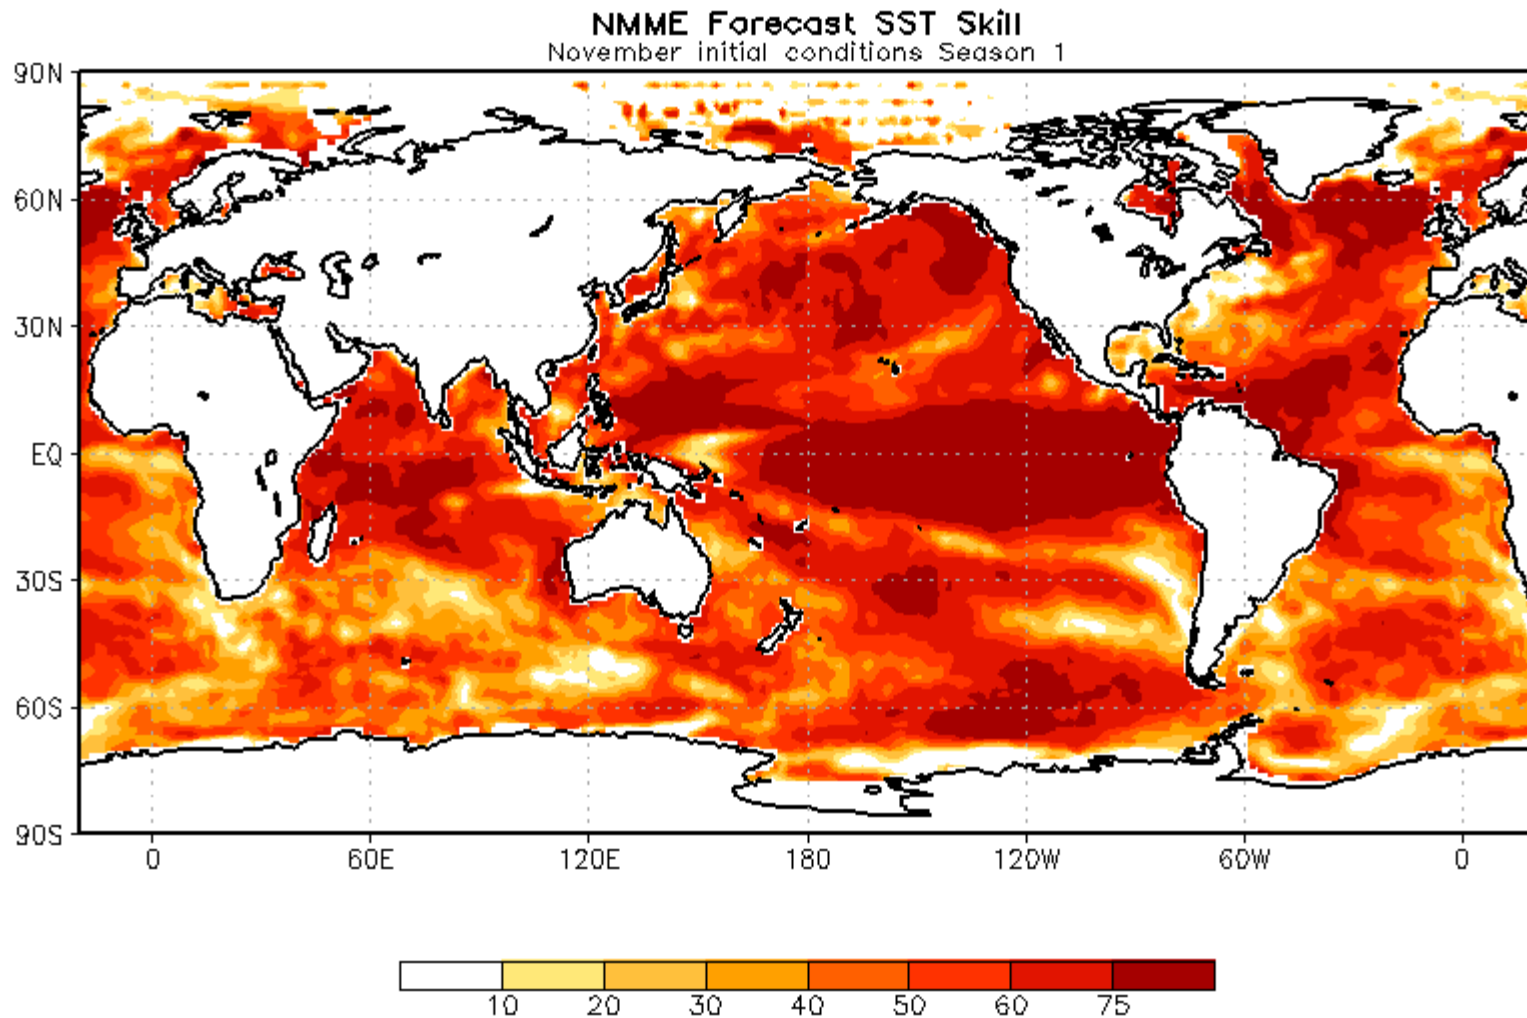 NMME Forecast SST Skill
November initial conditions Season 1
90N
60N
30N
EQ
30S
60S
90S
0 60E 120E 180 120W 60W 0
10 20 30 40 50 60 75